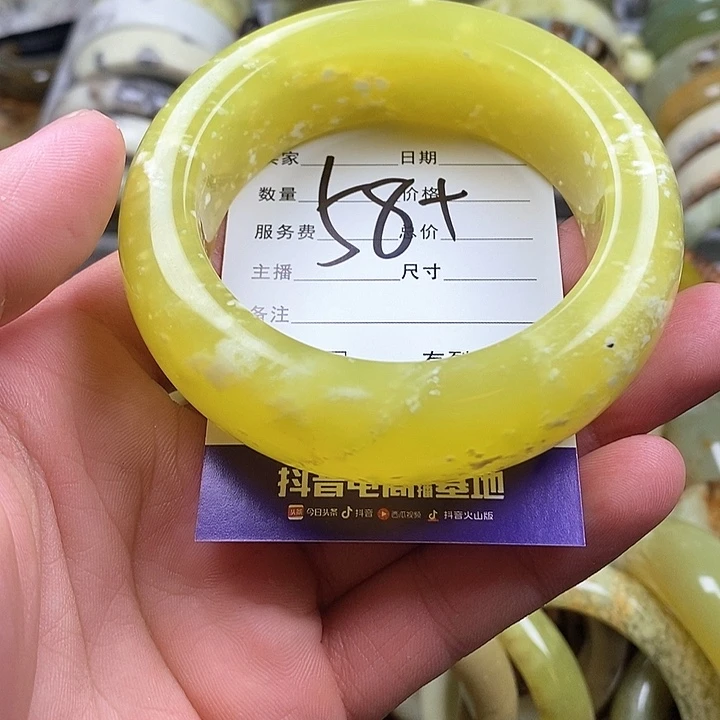 家 日期
数量 价格
58+
服务费 总价
主播 尺寸
备注
抖音电商直播基地
今日头条 抖音 西瓜视频 抖音火山版